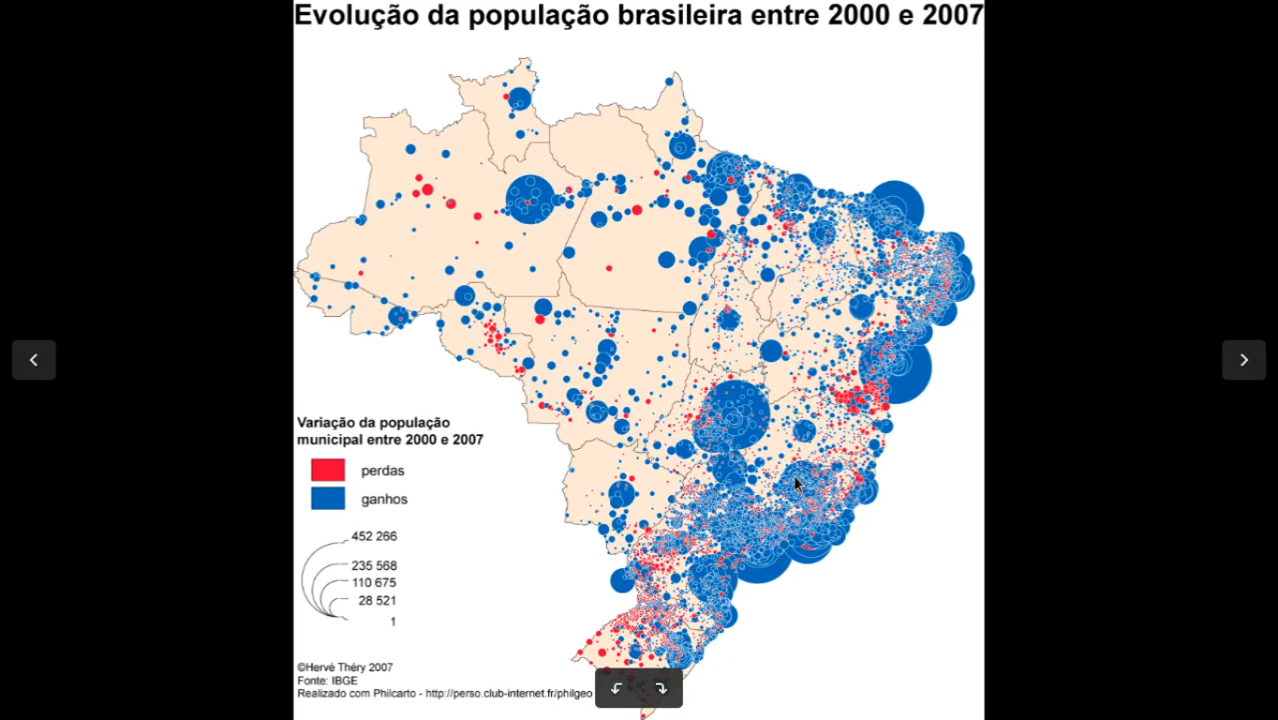 Evolução da população brasileira entre 2000 e 2007
Variação da população
municipal entre 2000 e 2007
perdas
ganhos
452 266
235 568
110 675
28 521
1
©Hervé Théry 2007
Fonte: IBGE
Realizado com Philcarto - http://perso.club-internet.fr/philgeo